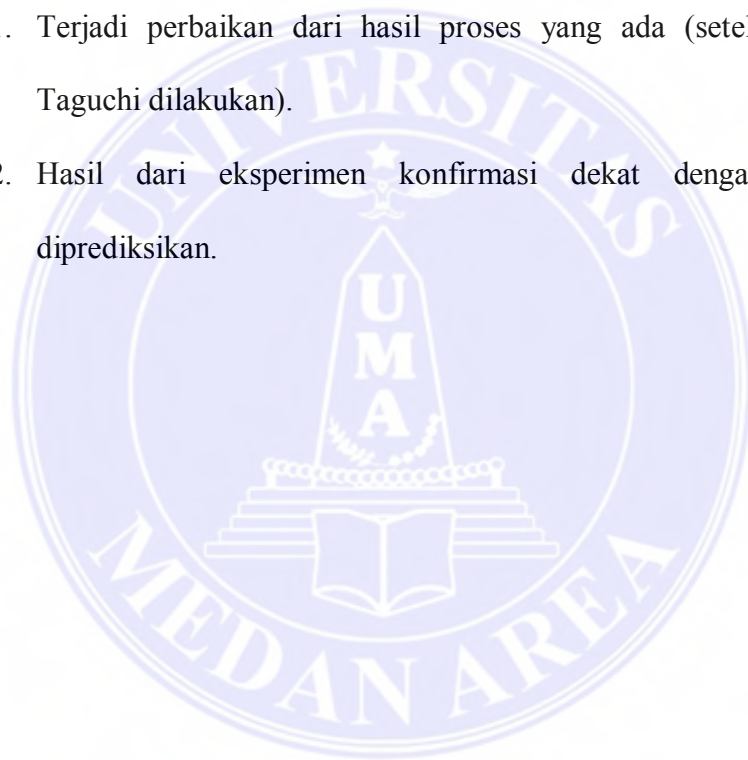 . Terjadi perbaikan dari hasil proses yang ada
Taguchi dilakukan).
2. Hasil dari eksperimen konfirmasi dekat
diprediksikan.
UNIVERSITAS
UMA
MEDAN AREA